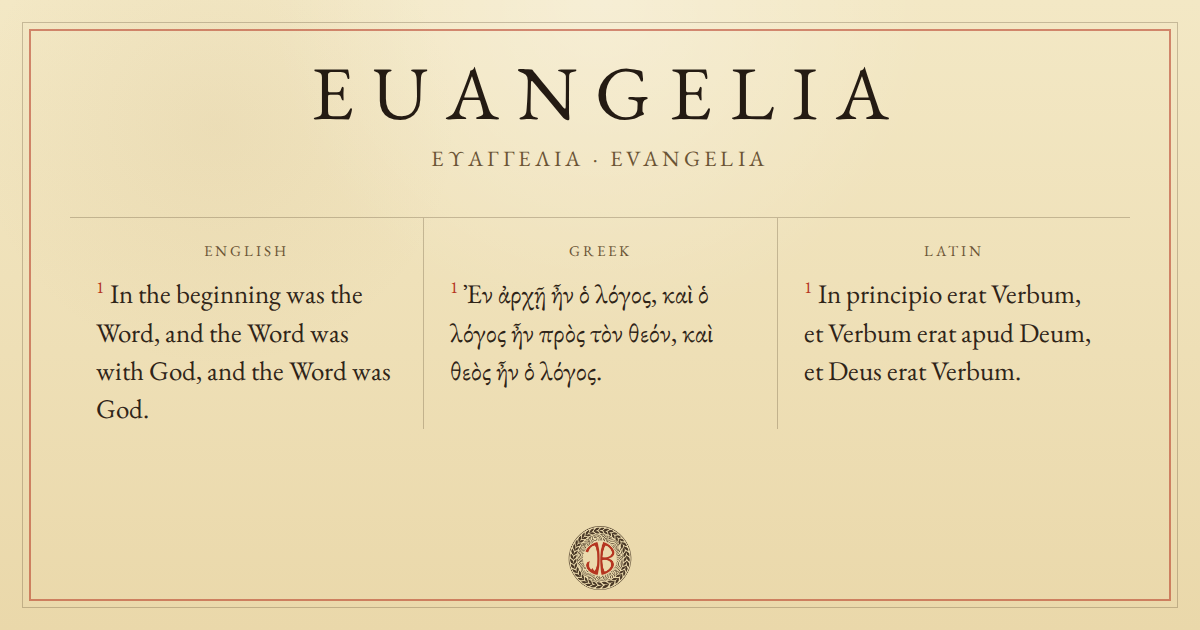 EUANGELIA
ΕΥΑΓΓΕΛΙΑ · EVANGELIA
ENGLISH
1 In the beginning was the
Word, and the Word was
with God, and the Word was
God.
GREEK
1 Ἐν ἀρχῇ ἦν ὁ λόγος, καὶ ὁ
λόγος ἦν πρὸς τὸν θεόν, καὶ
θεὸς ἦν ὁ λόγος.
LATIN
1 In principio erat Verbum,
et Verbum erat apud Deum,
et Deus erat Verbum.
JB